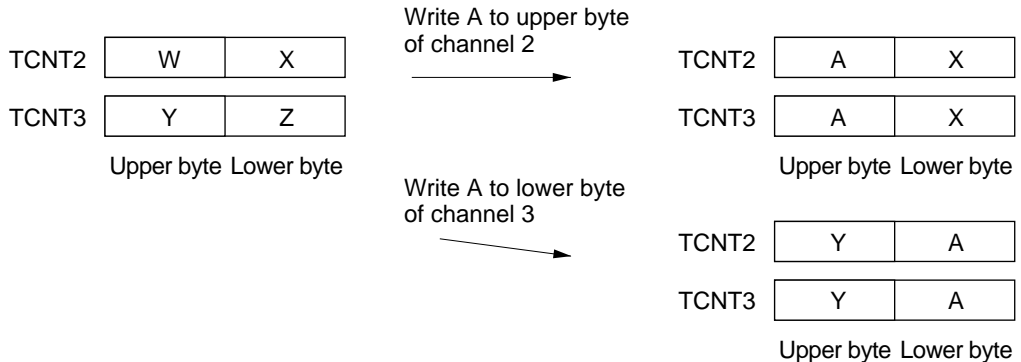 Write A to upper byte
of channel 2
TCNT2 W X
TCNT3 Y Z
Upper byte Lower byte
TCNT2 A X
TCNT3 A X
Upper byte Lower byte
Write A to lower byte
of channel 3
TCNT2 Y A
TCNT3 Y A
Upper byte Lower byte